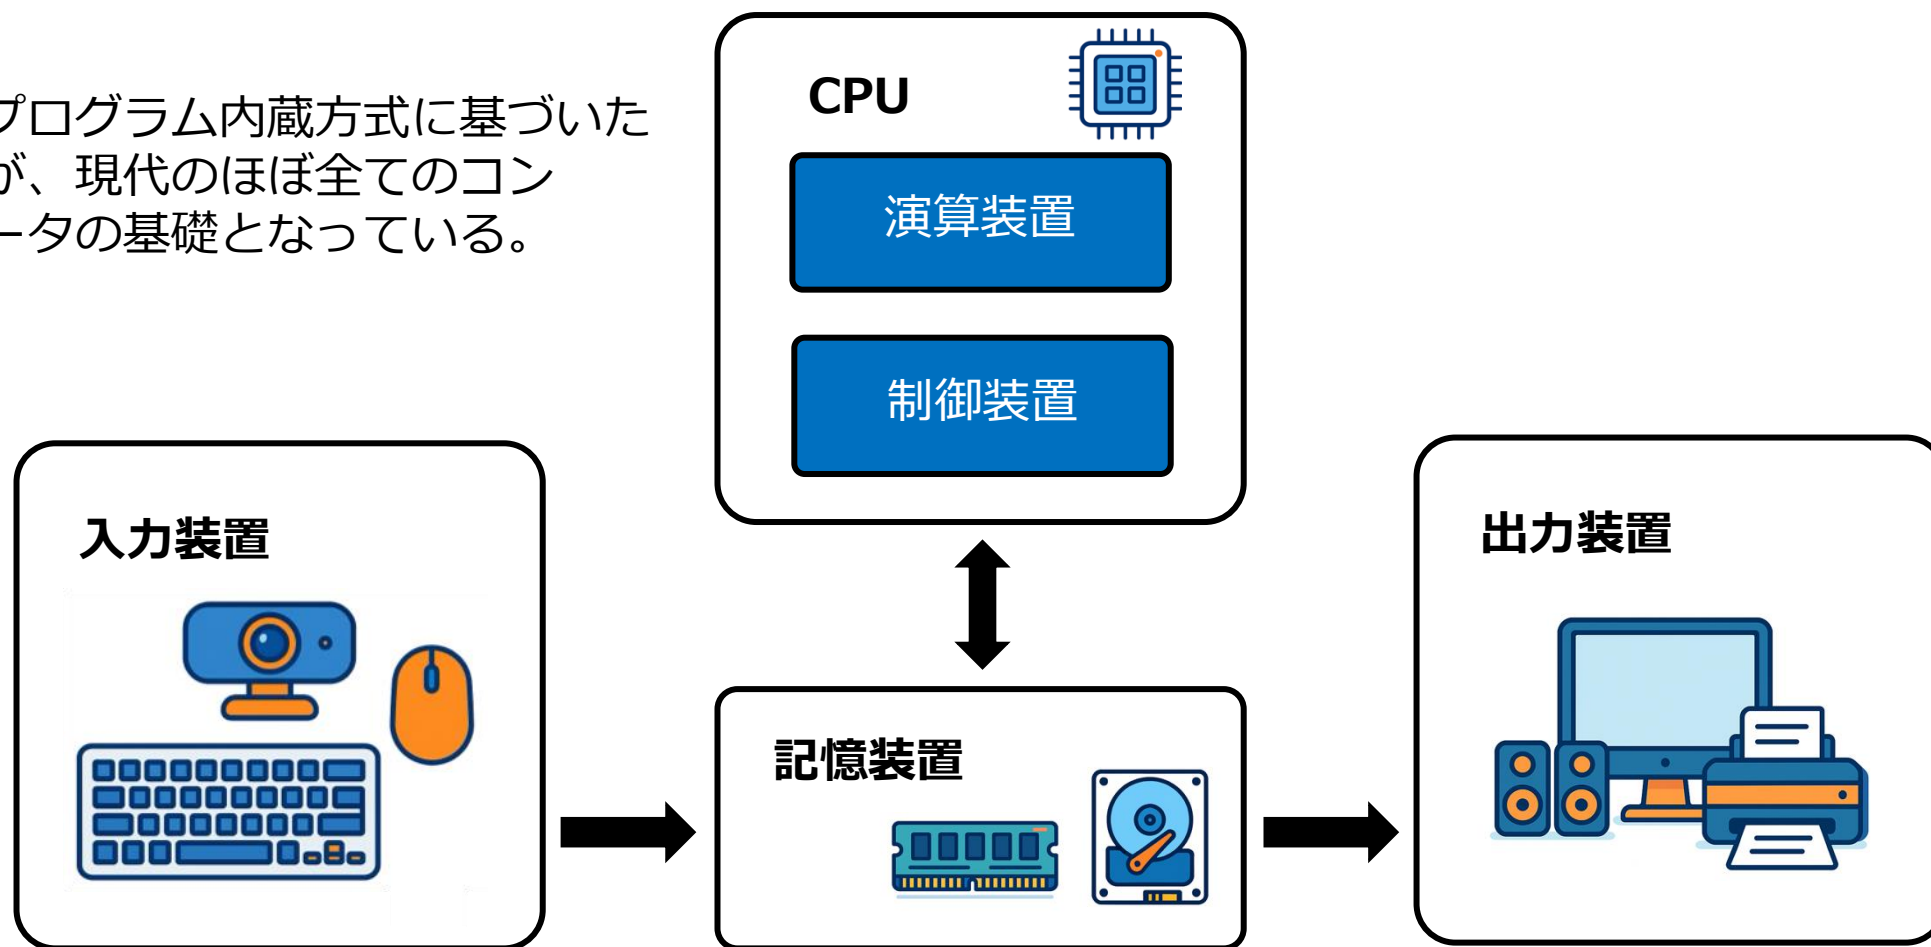 プログラム内蔵方式に基づいた
が、現代のほぼ全てのコン
ータの基礎となっている。
CPU
演算装置
制御装置
入力装置
記憶装置
出力装置